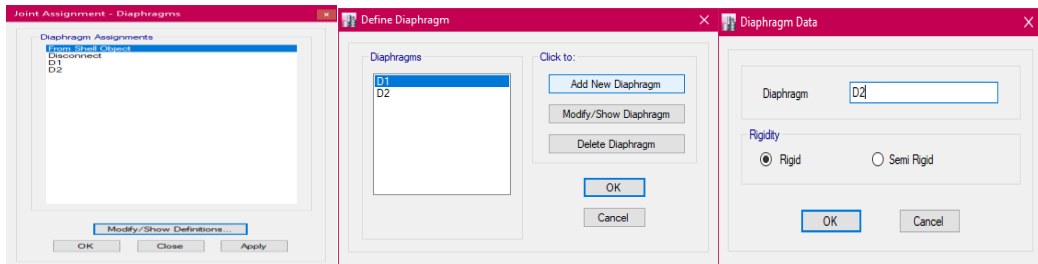 Joint Assignment - Diaphragms
Diaphragm Assignments
From Shell Object
Disconnect
D1
D2
Modify/Show Definitions...
OK
Close
Apply
Define Diaphragm
Diaphragms
D1
D2
Click to:
Add New Diaphragm
Modify/Show Diaphragm
Delete Diaphragm
OK
Cancel
Diaphragm Data
Diaphragm
D2
Rigidity
Rigid
Semi Rigid
OK
Cancel